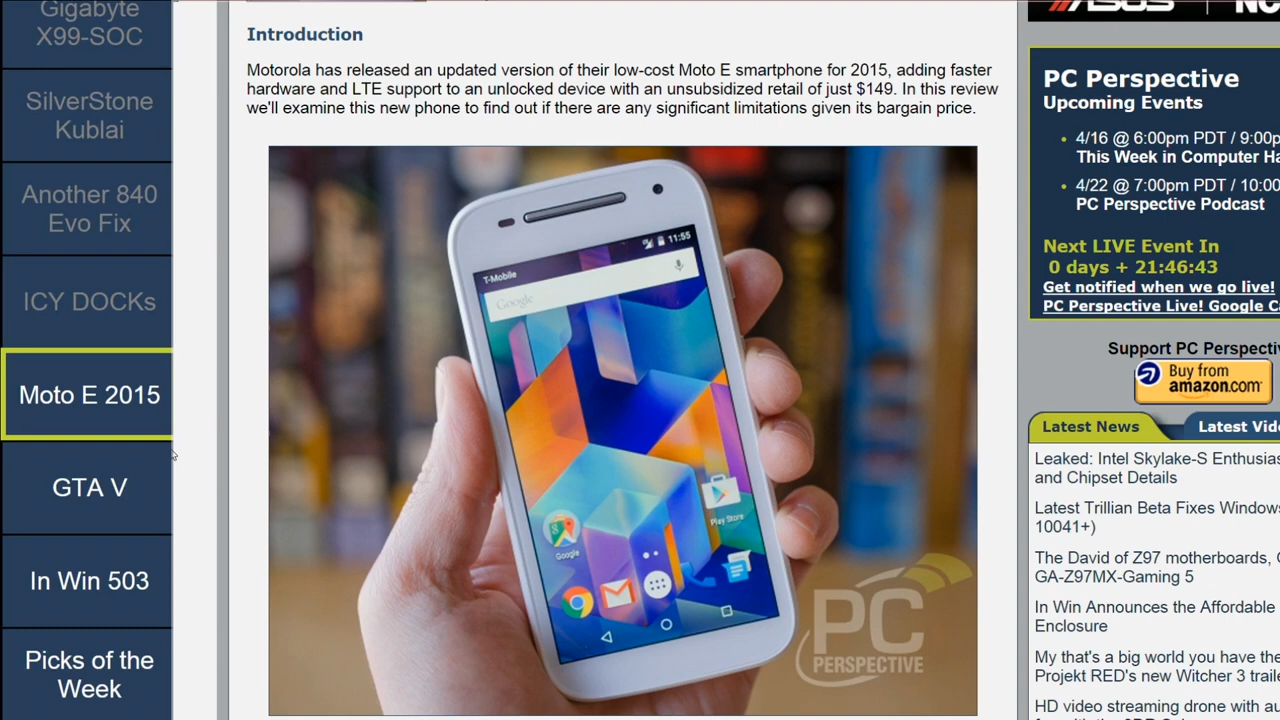 Gigabyte
X99-SOC
SilverStone
Kublai
Another 840
Evo Fix
ICY DOCKs
Moto E 2015
GTA V
In Win 503
Picks of the
Week
Introduction
Motorola has released an updated version of their low-cost Moto E smartphone for 2015, adding faster
hardware and LTE support to an unlocked device with an unsubsidized retail of just $149. In this review
we'll examine this new phone to find out if there are any significant limitations given its bargain price.
11:55
T-Mobile
Google
Play Store
Google
PC
PERSPECTIVE
ASUS
PC Perspective
Upcoming Events
4/16 @ 6:00pm PDT / 9:00p
This Week in Computer Ha
4/22 @ 7:00pm PDT / 10:00
PC Perspective Podcast
Next LIVE Event In
0 days + 21:46:43
Get notified when we go live!
PC Perspective Live! Google C
Support PC Perspectiv
Buy from
amazon.com
Latest News
Latest Vide
Leaked: Intel Skylake-S Enthusias
and Chipset Details
Latest Trillian Beta Fixes Windows
10041+)
The David of Z97 motherboards,
GA-Z97MX-Gaming 5
In Win Announces the Affordable
Enclosure
My that's a big world you have the
Projekt RED's new Witcher 3 traile
HD video streaming drone with au